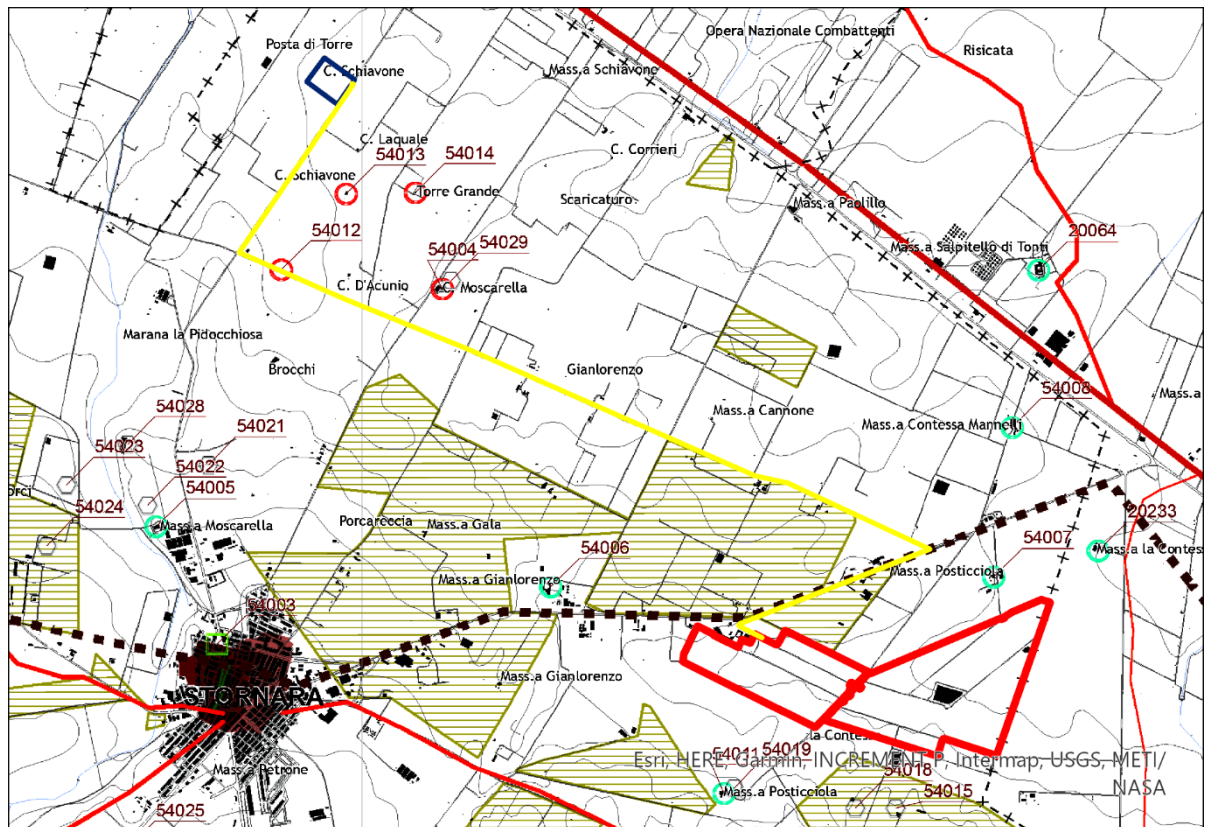 Opera Nazionale Combattenti
Posta di Torre
Risicata
C. Schiavone
Mass.a Schiavone
C. Laquale
54013
54014
C. Corrieri
C. Schiavone
Torre Grande
Scaricaturo
Mass.a Paolillo
54012
54004
54029
Mass.a Salpitello di Tonti
20064
C. D'Acunio
C. Moscarella
Marana la Pidocchiosa
Brocchi
Gianlorenzo
54008
Mass.a
Mass.a Cannone
Mass.a Contessa Mannelli
54028
54021
54023
54022
54005
54024
Porcareccia
Mass.a Gala
20233
Mass.a Moscarella
54006
54007
Mass.a la Contess
Mass.a Gianlorenzo
Mass.a Posticciola
54003
Mass.a Gianlorenzo
STORNARA
la Contess
54011
54019
Esri, HERE, Garmin, INCREMENT P, Intermap, USGS, METI/
NASA
Mass.a Petrone
54018
Mass.a Posticciola
54015
54025